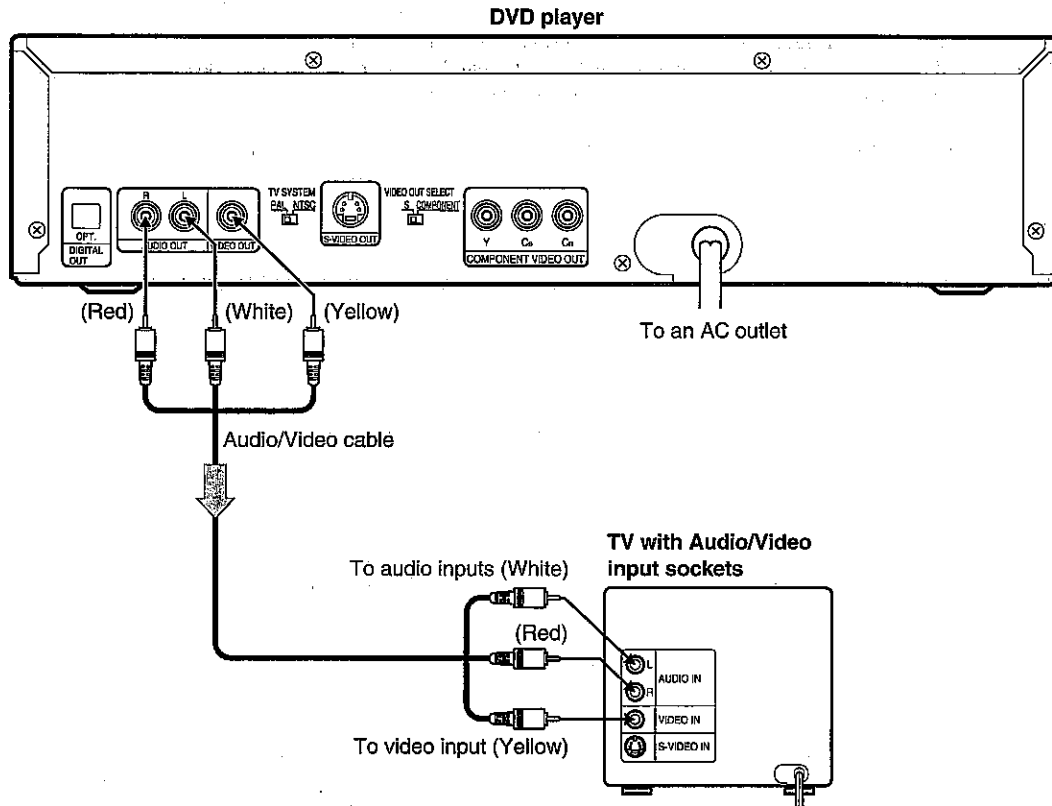 DVD player
R L
TV SYSTEM
PAL NTSC
VIDEO OUT SELECT
S COMPONENT
OPT.
DIGITAL
OUT
AUDIO OUT
VIDEO OUT
S-VIDEO OUT
Y CB CR
COMPONENT VIDEO OUT
(Red) (White) (Yellow)
To an AC outlet
Audio/Video cable
TV with Audio/Video
input sockets
To audio inputs (White)
(Red)
To video input (Yellow)
L
R
AUDIO IN
VIDEO IN
S-VIDEO IN